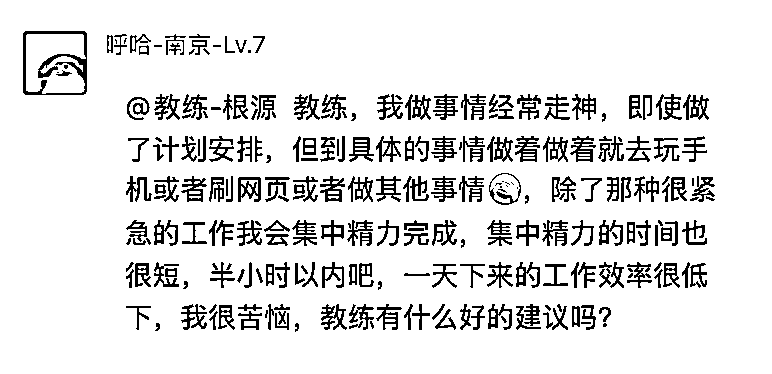 呼哈-南京-Lv.7
@教练-根源 教练，我做事情经常走神，即使做
了计划安排，但到具体的事情做着做着就去玩手
机或者刷网页或者做其他事情，除了那种很紧
急的工作我会集中精力完成，集中精力的时间也
很短，半小时以内吧，一天下来的工作效率很低
下，我很苦恼，教练有什么好的建议吗？